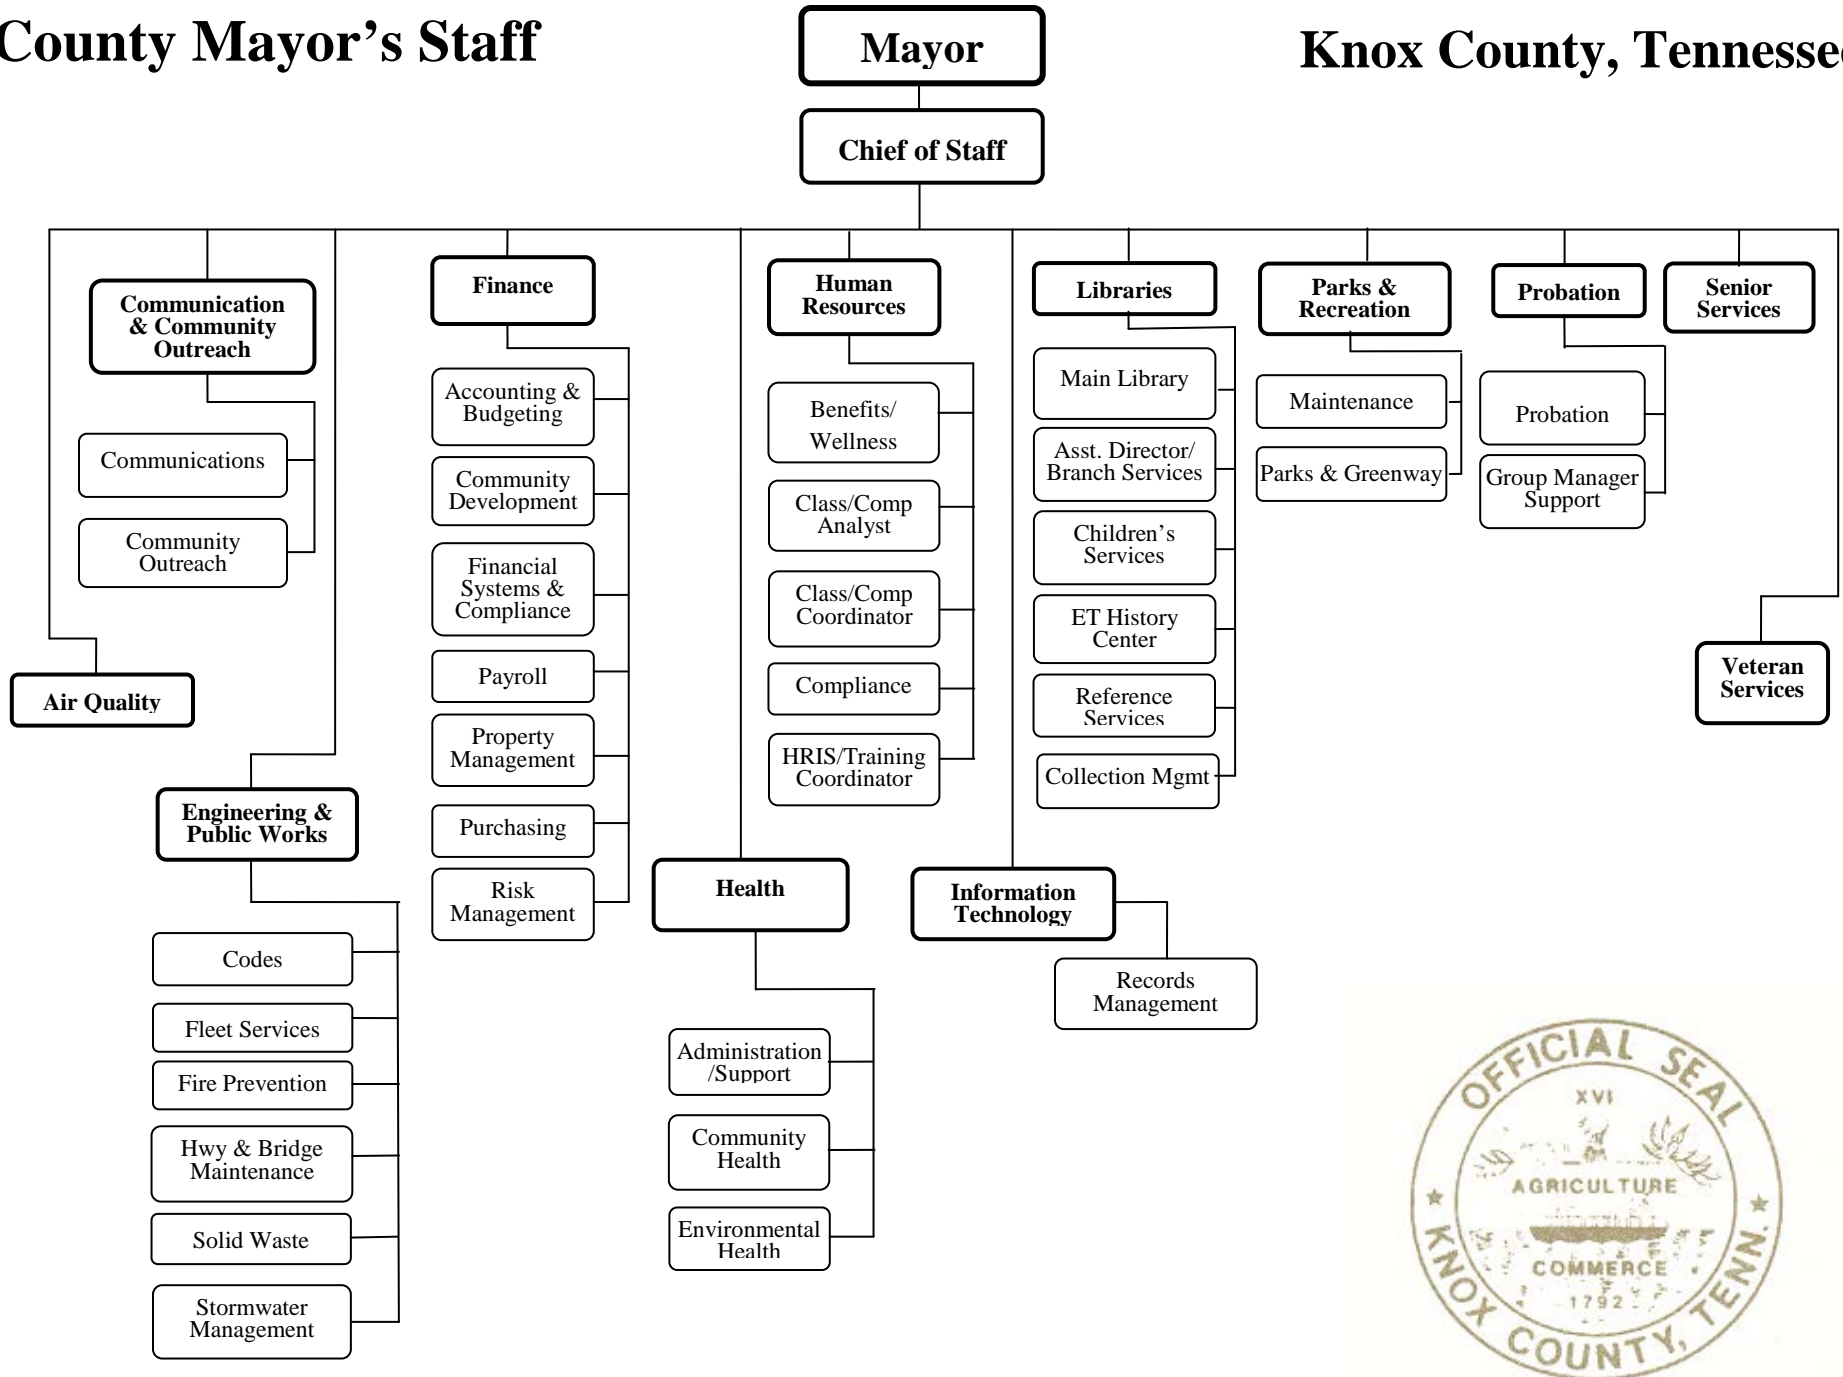 County Mayor's Staff
Mayor
Knox County, Tennessee
Chief of Staff
Communication
& Community
Outreach
Communications
Community
Outreach
Air Quality
Engineering &
Public Works
Codes
Fleet Services
Fire Prevention
Hwy & Bridge
Maintenance
Solid Waste
Stormwater
Management
Finance
Accounting &
Budgeting
Community
Development
Financial
Systems &
Compliance
Payroll
Property
Management
Purchasing
Risk
Management
Health
Administration
/Support
Community
Health
Environmental
Health
Human
Resources
Benefits/
Wellness
Class/Comp
Analyst
Class/Comp
Coordinator
Compliance
HRIS/Training
Coordinator
Information
Technology
Records
Management
Libraries
Main Library
Asst. Director/
Branch Services
Children's
Services
ET History
Center
Reference
Services
Collection Mgmt
Parks &
Recreation
Maintenance
Parks & Greenway
Probation
Probation
Group Manager
Support
Senior
Services
Veteran
Services
OFFICIAL SEAL
XVI
AGRICULTURE
COMMERCE
1792
KNOX COUNTY, TENN.